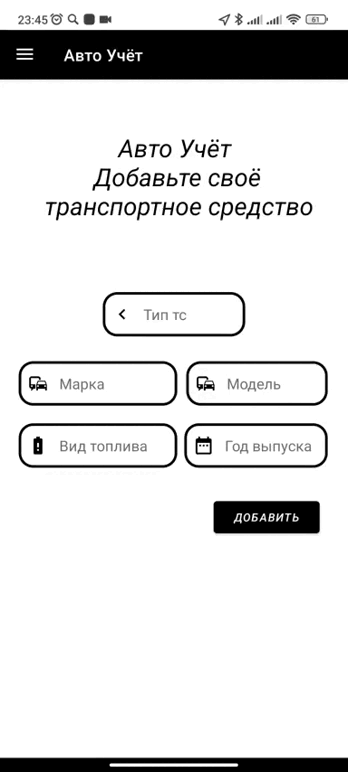 23:45
61
Авто Учёт
Авто Учёт
Добавьте своё
транспортное средство
Тип тс
Марка
Модель
Вид топлива
Год выпуска
ДОБАВИТЬ